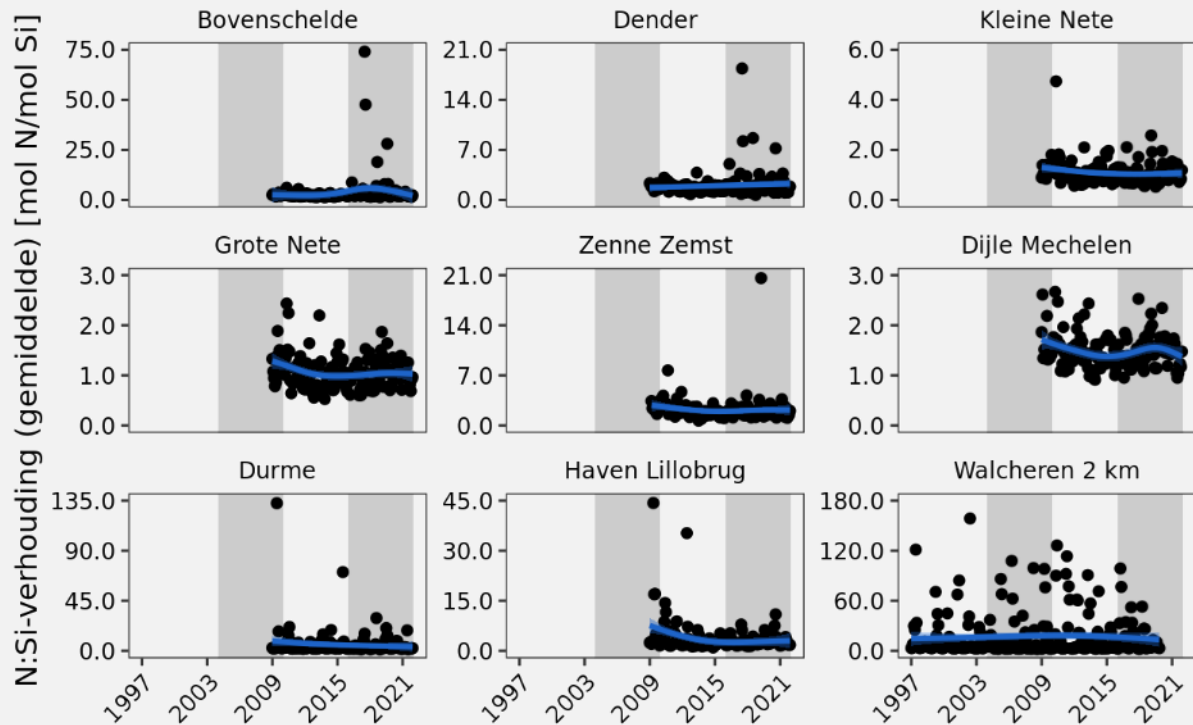 N:Si-verhouding (gemiddelde) [mol N/mol Si]
Bovenschelde
75.0
50.0
25.0
0.0
Dender
21.0
14.0
7.0
0.0
Kleine Nete
6.0
4.0
2.0
0.0
Grote Nete
3.0
2.0
1.0
0.0
Zenne Zemst
21.0
14.0
7.0
0.0
Dijle Mechelen
3.0
2.0
1.0
0.0
Durme
135.0
90.0
45.0
0.0
1997 2003 2009 2015 2021
Haven Lillobrug
45.0
30.0
15.0
0.0
1997 2003 2009 2015 2021
Walcheren 2 km
180.0
120.0
60.0
0.0
1997 2003 2009 2015 2021